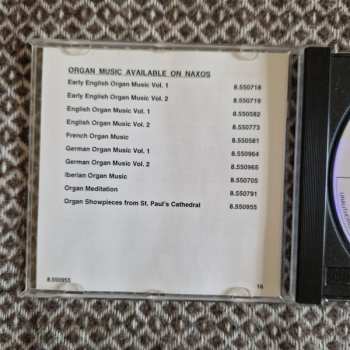 ORGAN MUSIC AVAILABLE ON NAXOS
Early English Organ Music Vol. 1 8.550718
Early English Organ Music Vol. 2 8.550719
English Organ Music Vol. 1 8.550582
English Organ Music Vol. 2 8.550773
French Organ Music 8.550581
German Organ Music Vol. 1 8.550964
German Organ Music Vol. 2 8.550965
Iberian Organ Music 8.550705
Organ Meditation 8.550791
Organ Showpieces from St. Paul's Cathedral 8.550955
8.550955 16